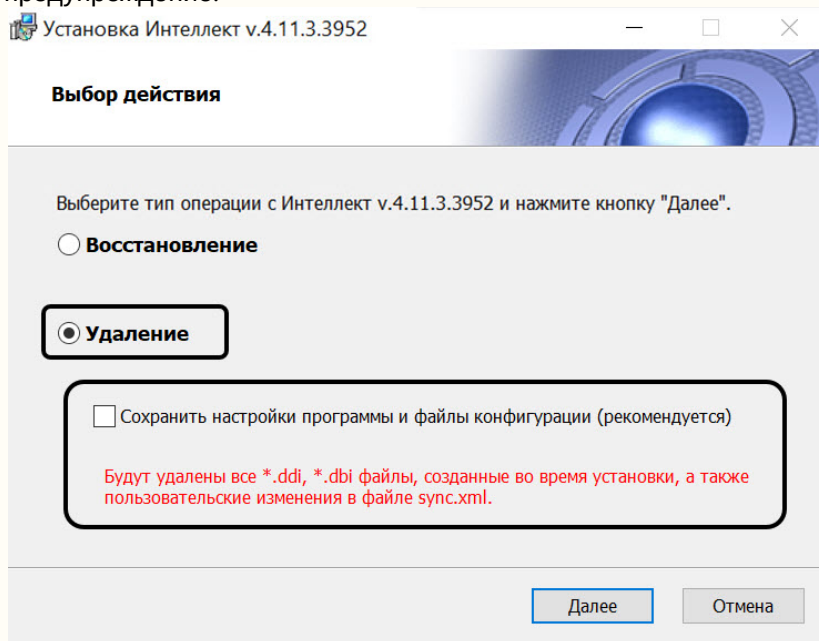 предупреждение.
Установка Интеллект v.4.11.3.3952
Выбор действия
Выберите тип операции с Интеллект v.4.11.3.3952 и нажмите кнопку "Далее".
Восстановление
Удаление
Сохранить настройки программы и файлы конфигурации (рекомендуется)
Будут удалены все *.ddi, *.dbi файлы, созданные во время установки, а также
пользовательские изменения в файле sync.xml.
Далее
Отмена